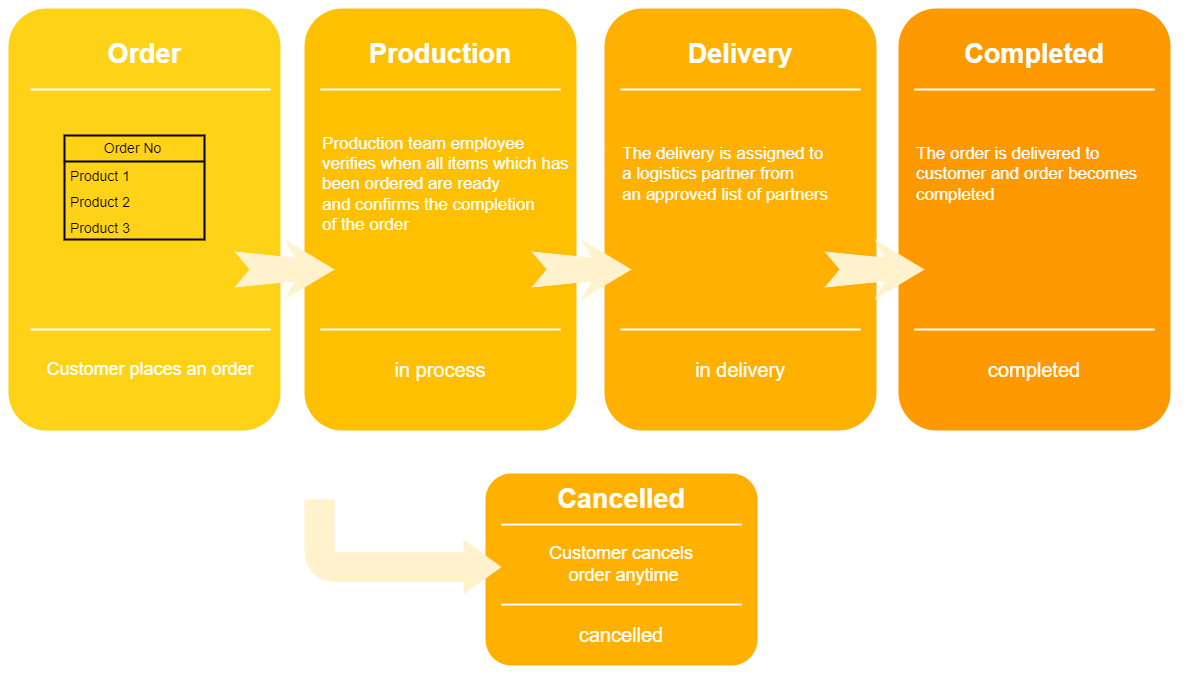 Order
Order No
Product 1
Product 2
Product 3
Customer places an order
Production
Production team employee
verifies when all items which has
been ordered are ready
and confirms the completion
of the order
in process
Delivery
The delivery is assigned to
a logistics partner from
an approved list of partners
in delivery
Completed
The order is delivered to
customer and order becomes
completed
completed
Cancelled
Customer cancels
order anytime
cancelled